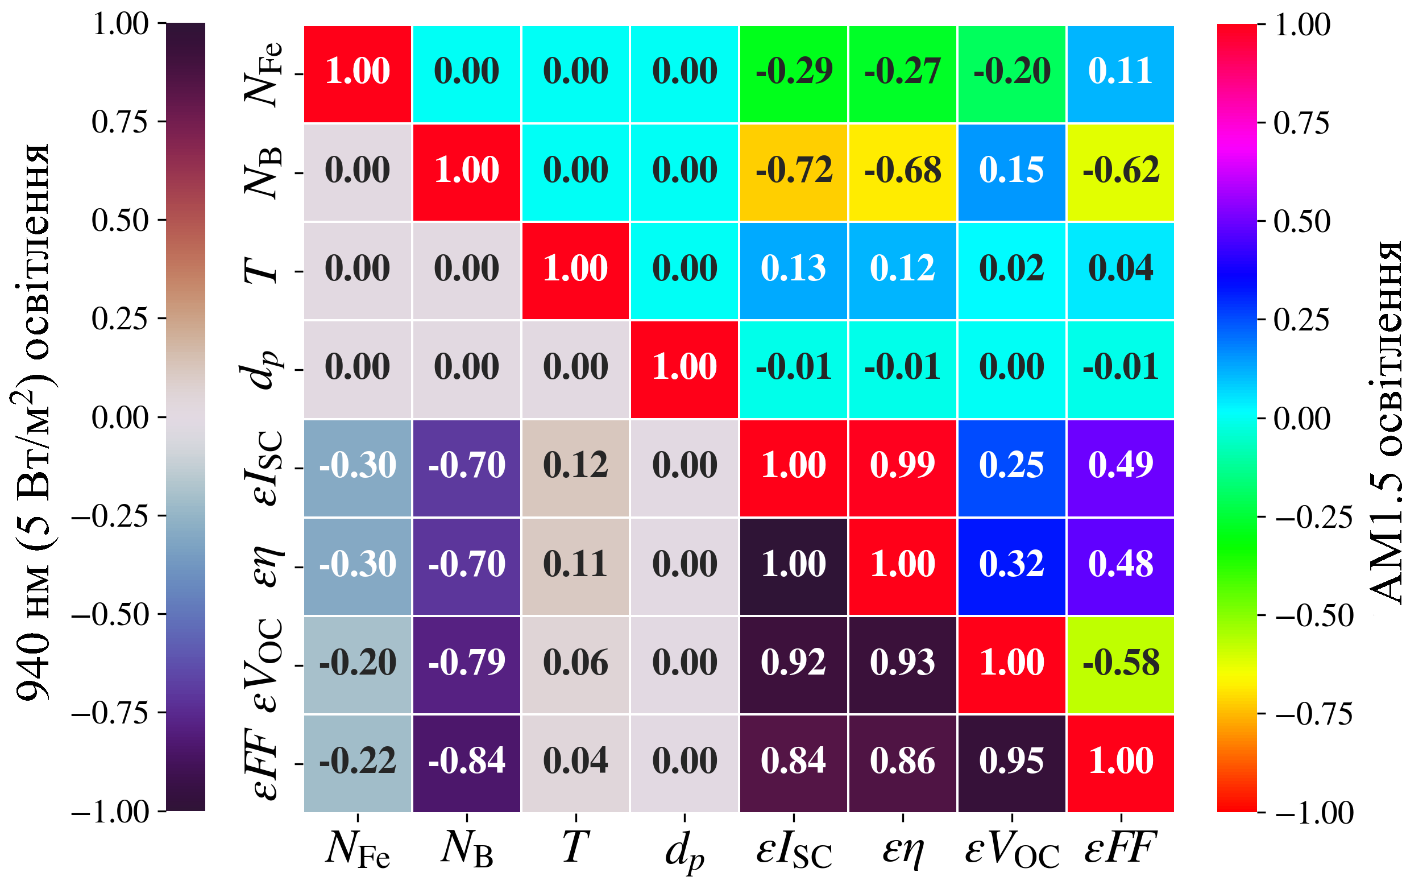 940 нм (5 Вт/м²) освітлення
1.00
0.75
0.50
0.25
0.00
−0.25
−0.50
−0.75
−1.00
N_Fe 1.00 0.00 0.00 0.00 -0.29 -0.27 -0.20 0.11
N_B 0.00 1.00 0.00 0.00 -0.72 -0.68 0.15 -0.62
T 0.00 0.00 1.00 0.00 0.13 0.12 0.02 0.04
d_p 0.00 0.00 0.00 1.00 -0.01 -0.01 0.00 -0.01
εI_SC -0.30 -0.70 0.12 0.00 1.00 0.99 0.25 0.49
εη -0.30 -0.70 0.11 0.00 1.00 1.00 0.32 0.48
εV_OC -0.20 -0.79 0.06 0.00 0.92 0.93 1.00 -0.58
εFF -0.22 -0.84 0.04 0.00 0.84 0.86 0.95 1.00
N_Fe N_B T d_p εI_SC εη εV_OC εFF
1.00
0.75
0.50
0.25
0.00
−0.25
−0.50
−0.75
−1.00
АМ1.5 освітлення